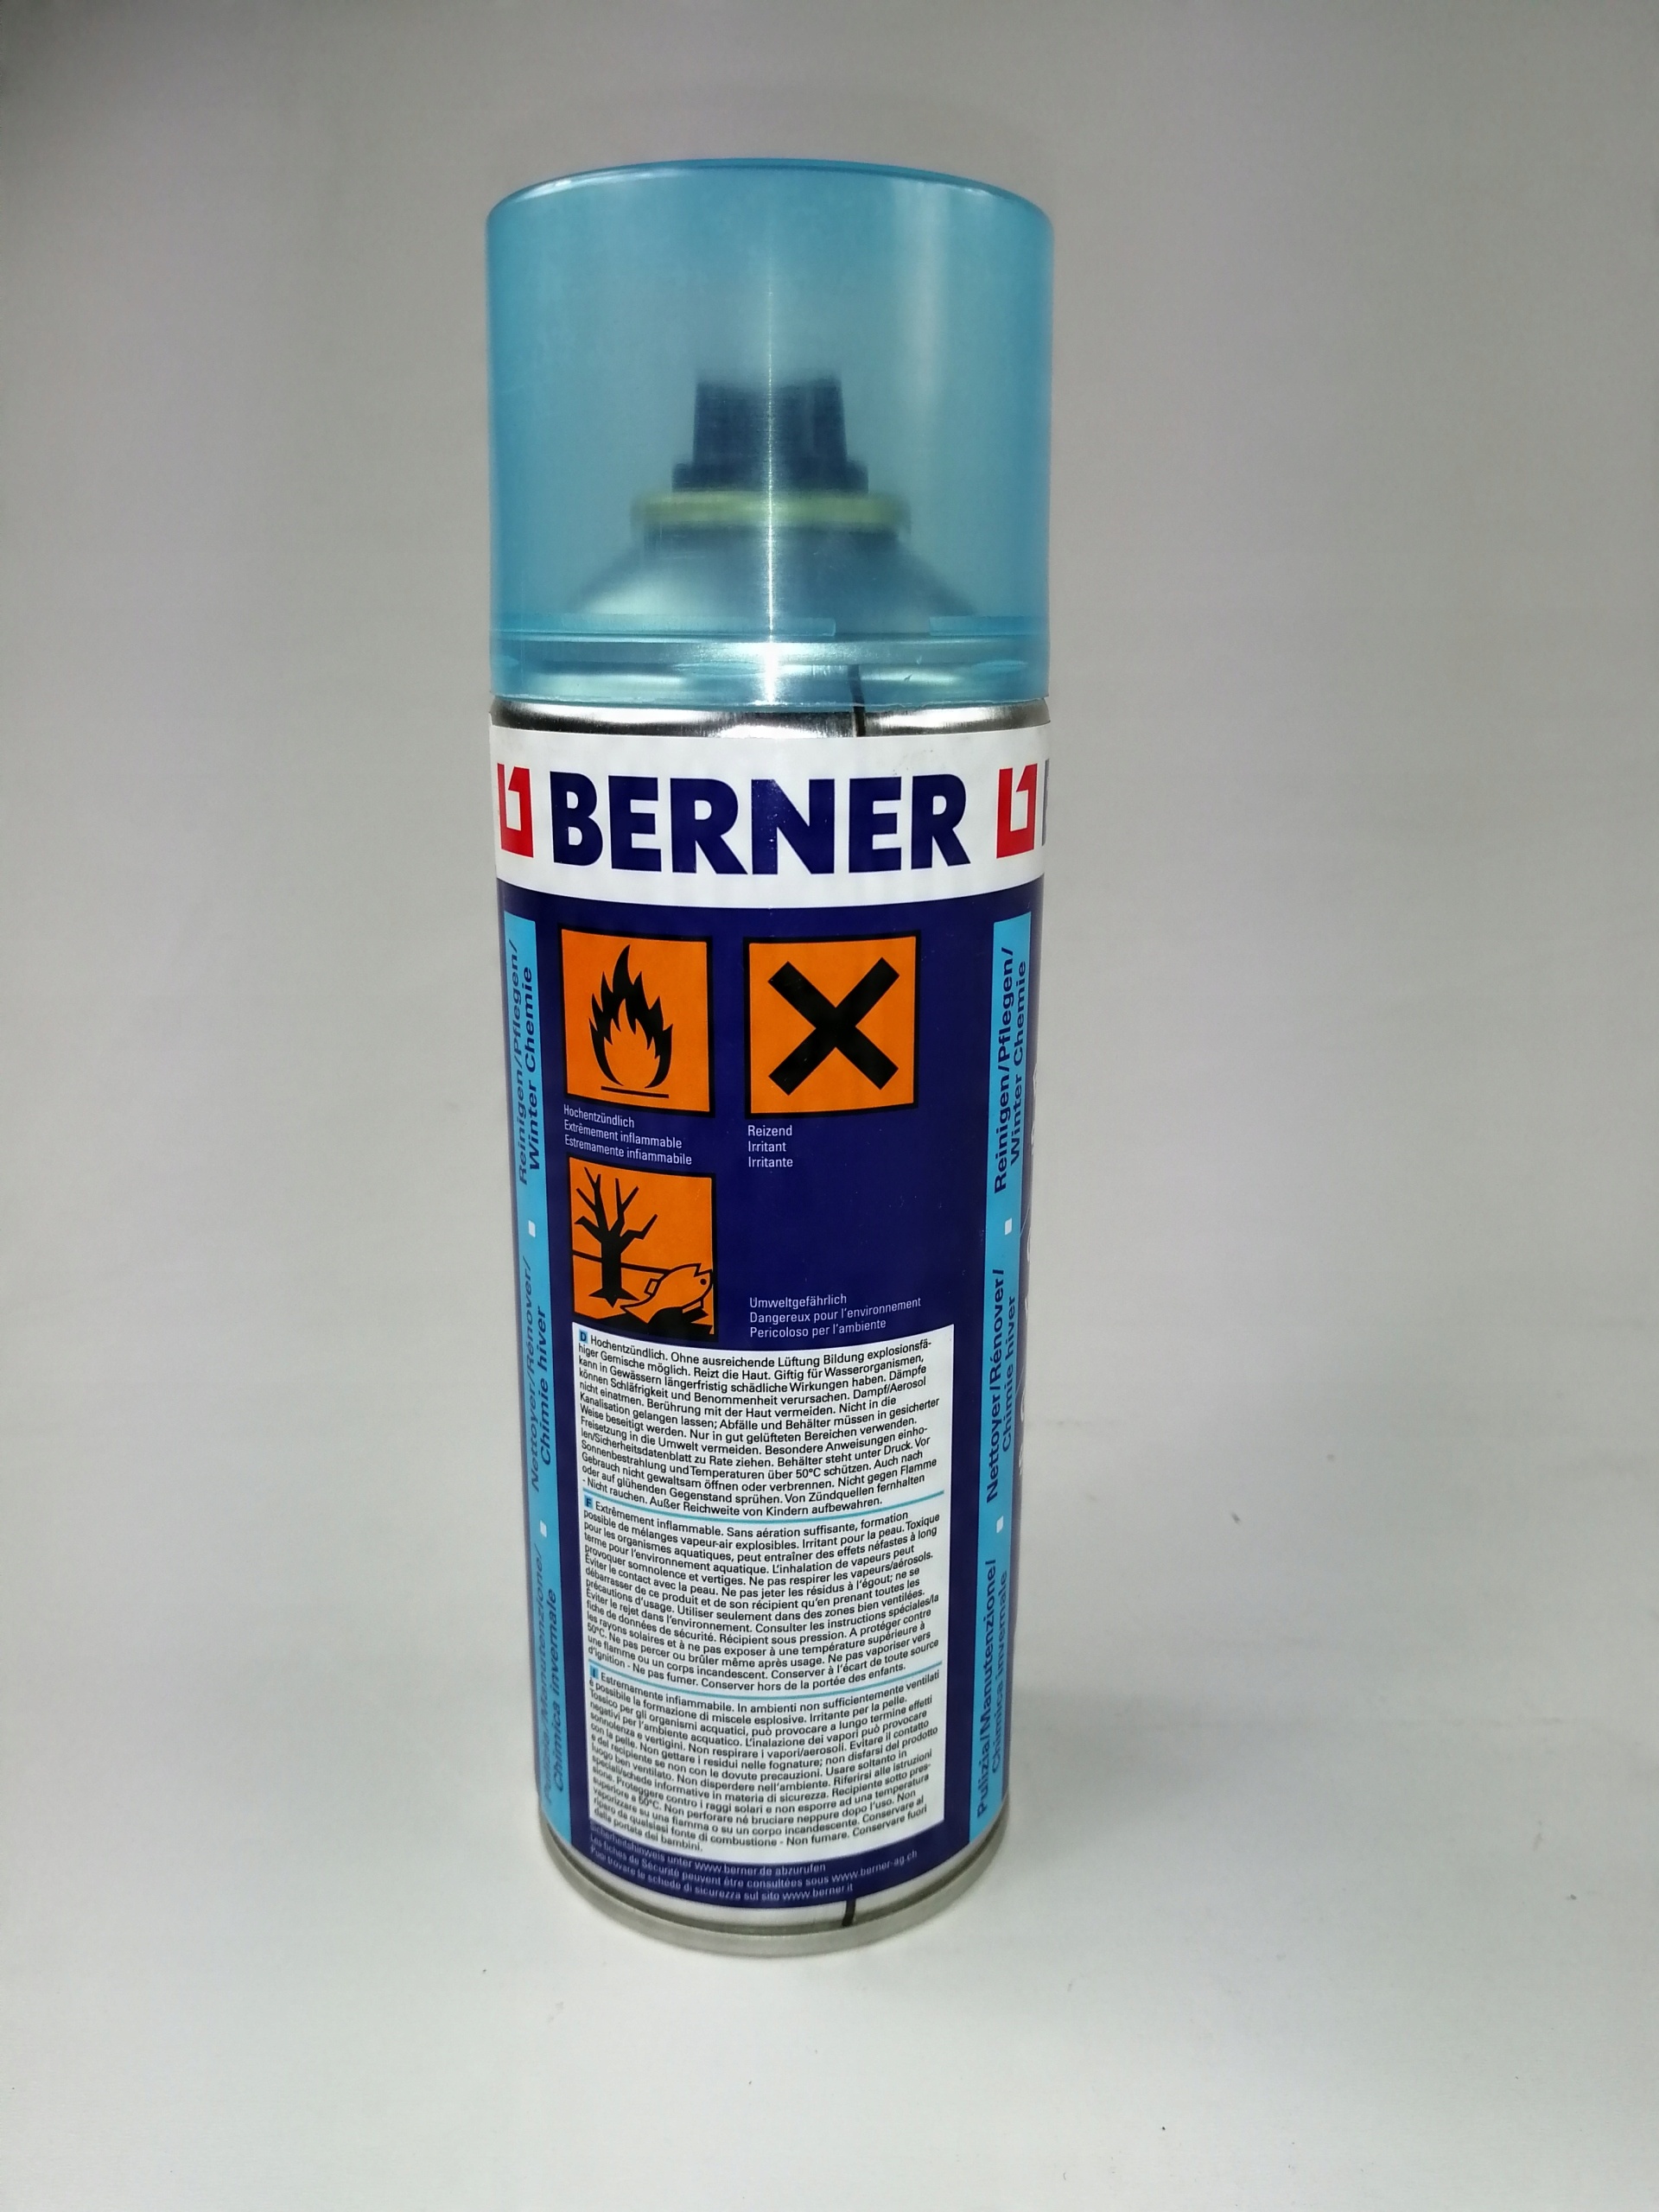 BERNER
Reinigen/Pflegen/
Winter Chemie
Nettoyer/Rénover/
Chimie hiver
Pulizia/Manutenzione/
Chimica invernale
Hochentzündlich
Extrêmement inflammable
Estremamente infiammabile
Reizend
Irritant
Irritante
Umweltgefährlich
Dangereux pour l'environnement
Pericoloso per l'ambiente
D Hochentzündlich. Ohne ausreichende Lüftung Bildung explosionsfä-
higer Gemische möglich. Reizt die Haut. Giftig für Wasserorganismen,
kann in Gewässern längerfristig schädliche Wirkungen haben. Dämpfe
können Schläfrigkeit und Benommenheit verursachen. Dampf/Aerosol
nicht einatmen. Berührung mit der Haut vermeiden. Nicht in die
Kanalisation gelangen lassen; Abfälle und Behälter müssen in gesicherter
Weise beseitigt werden. Nur in gut gelüfteten Bereichen verwenden.
Freisetzung in die Umwelt vermeiden. Besondere Anweisungen einho-
len/Sicherheitsdatenblatt zu Rate ziehen. Behälter steht unter Druck. Vor
Sonnenbestrahlung und Temperaturen über 50°C schützen. Auch nach
Gebrauch nicht gewaltsam öffnen oder verbrennen. Nicht gegen Flamme
oder auf glühenden Gegenstand sprühen. Von Zündquellen fernhalten
- Nicht rauchen. Außer Reichweite von Kindern aufbewahren.
F Extrêmement inflammable. Sans aération suffisante, formation
possible de mélanges vapeur-air explosibles. Irritant pour la peau. Toxique
pour les organismes aquatiques, peut entraîner des effets néfastes à long
terme pour l'environnement aquatique. L'inhalation de vapeurs peut
provoquer somnolence et vertiges. Ne pas respirer les vapeurs/aérosols.
Éviter le contact avec la peau. Ne pas jeter les résidus à l'égout; ne se
débarrasser de ce produit et de son récipient qu'en prenant toutes les
précautions d'usage. Utiliser seulement dans des zones bien ventilées.
Éviter le rejet dans l'environnement. Consulter les instructions spéciales/la
fiche de données de sécurité. Récipient sous pression. A protéger contre
les rayons solaires et à ne pas exposer à une température supérieure à
50°C. Ne pas percer ou brûler même après usage. Ne pas vaporiser vers
une flamme ou un corps incandescent. Conserver à l'écart de toute source
d'ignition - Ne pas fumer. Conserver hors de la portée des enfants.
I Estremamente infiammabile. In ambienti non sufficientemente ventilati
è possibile la formazione di miscele esplosive. Irritante per la pelle.
Tossico per gli organismi acquatici, può provocare a lungo termine effetti
negativi per l'ambiente acquatico. L'inalazione dei vapori può provocare
sonnolenza e vertigini. Non respirare i vapori/aerosoli. Evitare il contatto
con la pelle. Non gettare i residui nelle fognature; non disfarsi del prodotto
e del recipiente se non con le dovute precauzioni. Usare soltanto in
luogo ben ventilato. Non disperdere nell'ambiente. Riferirsi alle istruzioni
speciali/schede informative in materia di sicurezza. Recipiente sotto pres-
sione. Proteggere contro i raggi solari e non esporre ad una temperatura
superiore a 50°C. Non perforare né bruciare neppure dopo l'uso. Non
vaporizzare su una fiamma o su un corpo incandescente. Conservare al
riparo da qualsiasi fonte di combustione - Non fumare. Conservare fuori
della portata dei bambini.
Sicherheitshinweis unter www.berner.de abzurufen
Les fiches de Sécurité peuvent être consultées sous www.berner-ag.ch
Puoi trovare le schede di sicurezza sul sito www.berner.it
Reinigen/Pflegen/
Winter Chemie
Nettoyer/Rénover/
Chimie hiver
Pulizia/Manutenzione/
Chimica invernale